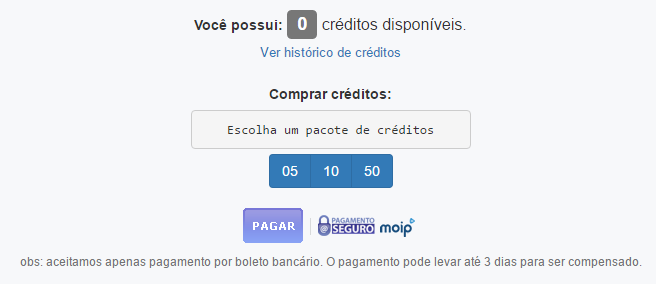 Você possui: 0 créditos disponíveis.
Ver histórico de créditos
Comprar créditos:
Escolha um pacote de créditos
05 10 50
PAGAR PAGAMENTO SEGURO moip
obs: aceitamos apenas pagamento por boleto bancário. O pagamento pode levar até 3 dias para ser compensado.